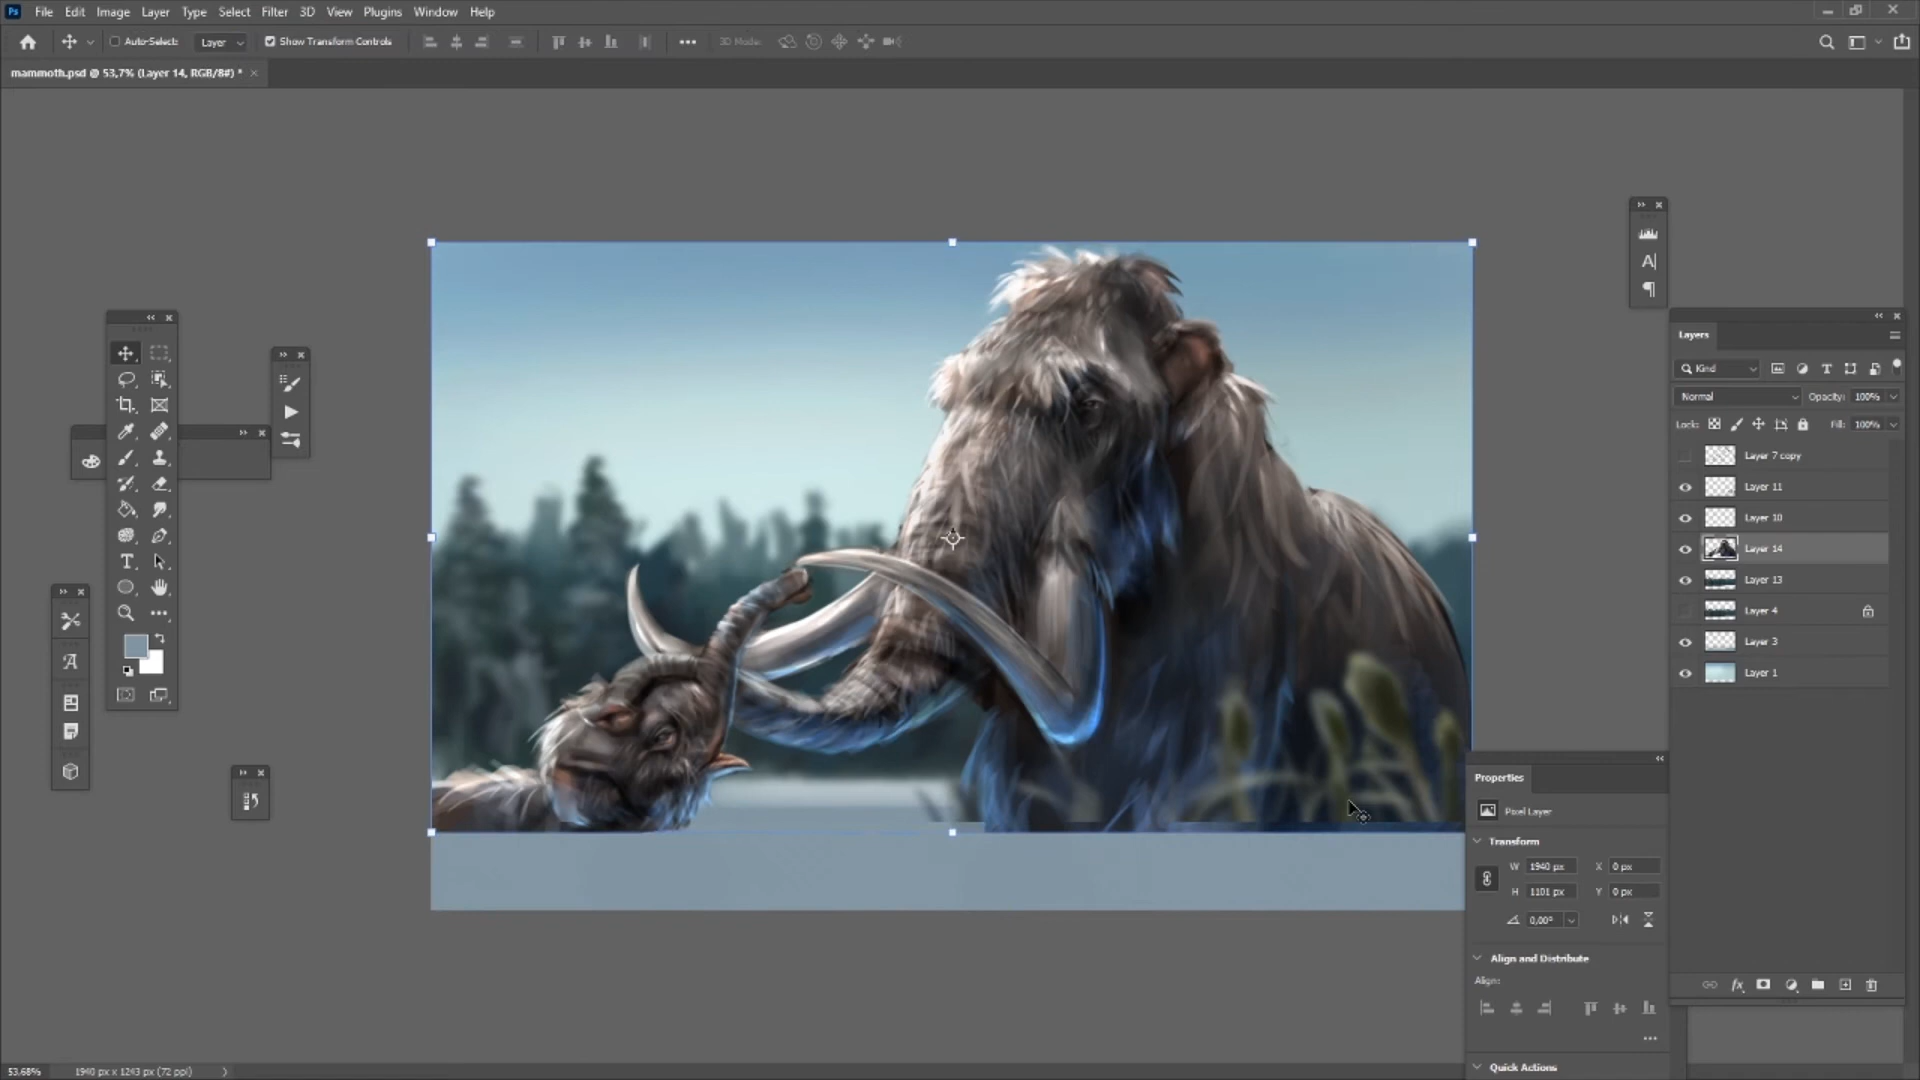 Ps File Edit Image Layer Type Select Filter 3D View Plugins Window Help
Auto-Select: Layer Show Transform Controls 3D Mode:
mammoth.psd @ 53,7% (Layer 14, RGB/8#) *
Layers
Kind
Normal Opacity: 100%
Lock: Fill: 100%
Layer 7 copy
Layer 11
Layer 10
Layer 14
Layer 13
Layer 4
Layer 3
Layer 1
Properties
Pixel Layer
Transform
W 1940 px X 0 px
H 1101 px Y 0 px
0,00°
Align and Distribute
Align:
Quick Actions
53.68% 1940 px x 1243 px (72 ppi)